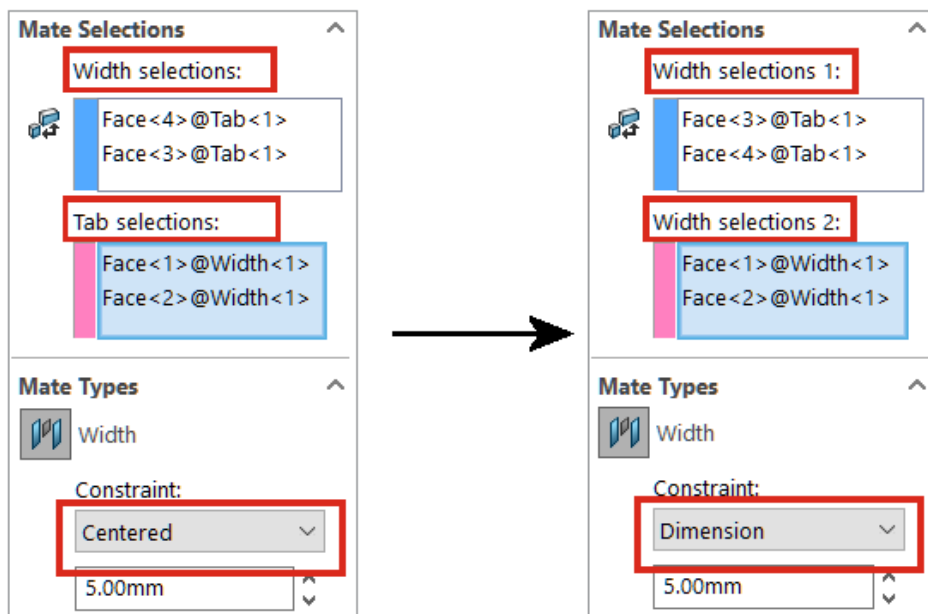 Mate Selections
Width selections:
Face<4>@Tab<1>
Face<3>@Tab<1>
Tab selections:
Face<1>@Width<1>
Face<2>@Width<1>
Mate Types
Width
Constraint:
Centered
5.00mm
Mate Selections
Width selections 1:
Face<3>@Tab<1>
Face<4>@Tab<1>
Width selections 2:
Face<1>@Width<1>
Face<2>@Width<1>
Mate Types
Width
Constraint:
Dimension
5.00mm